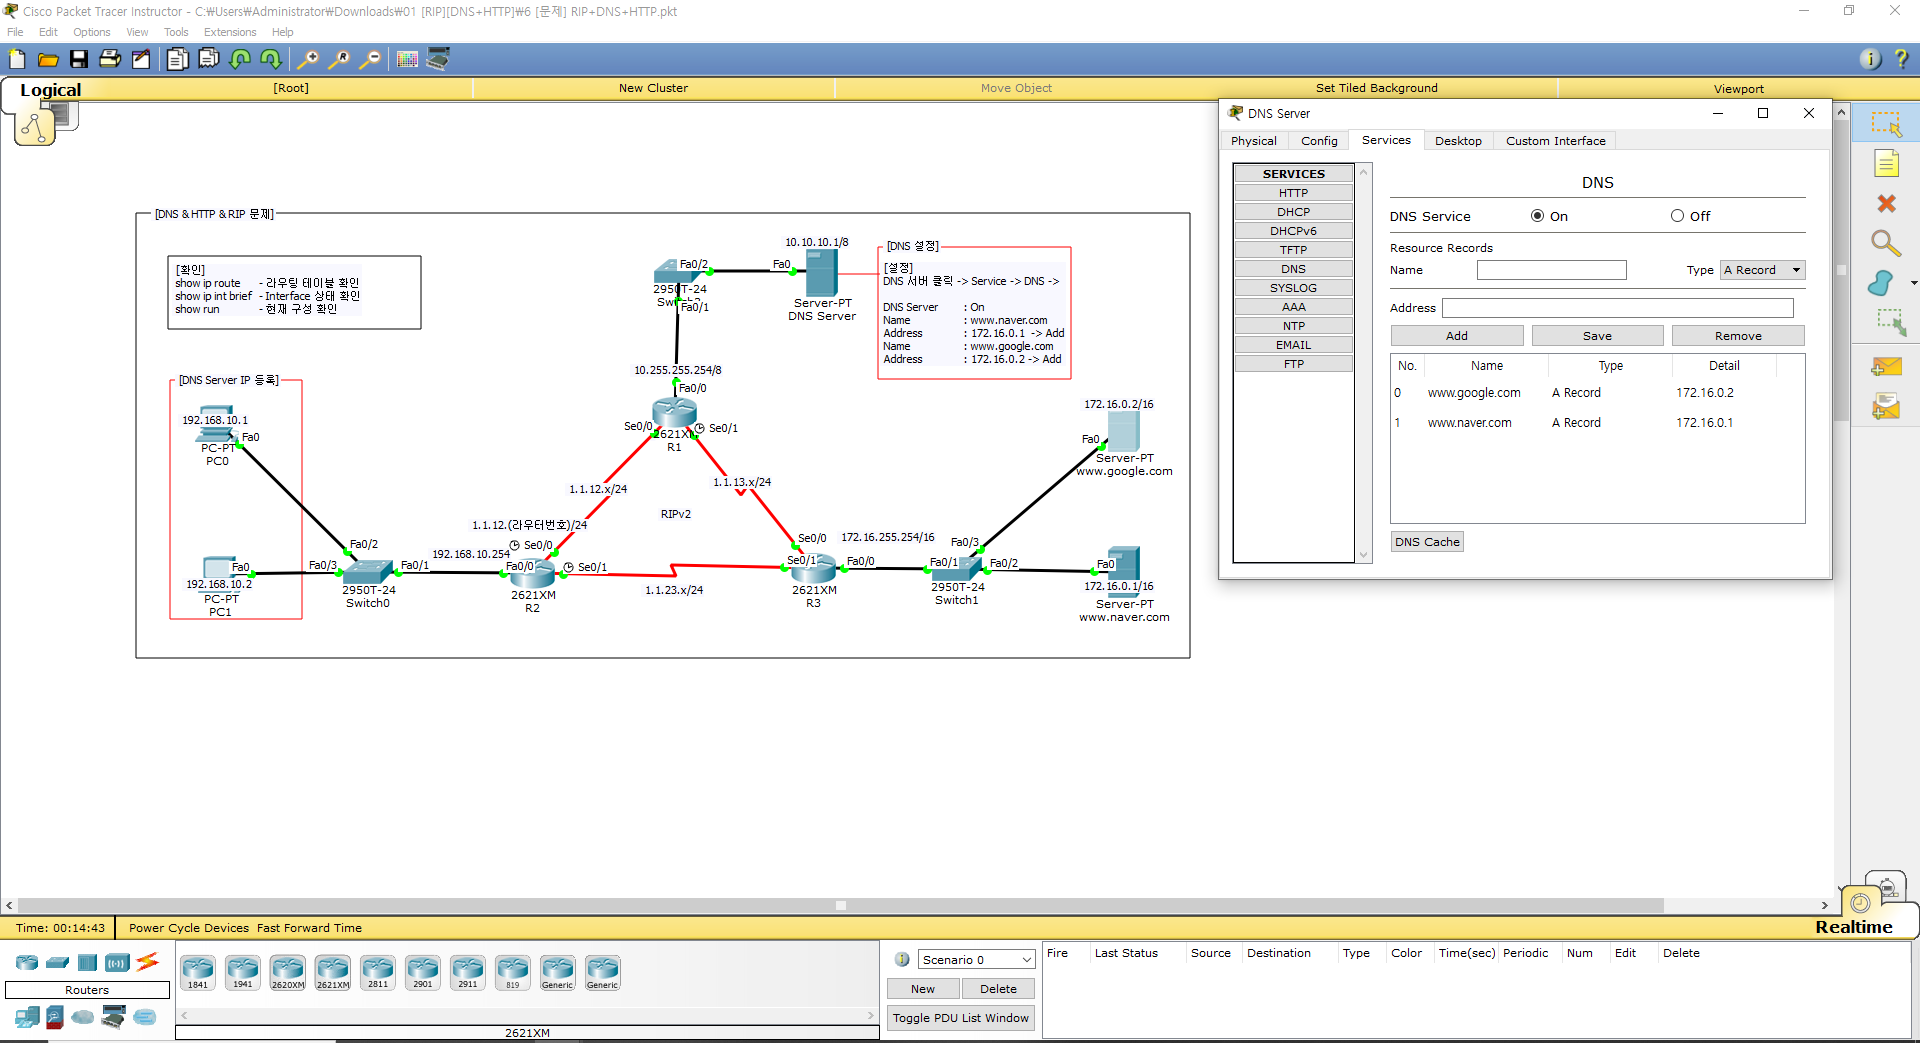 Cisco Packet Tracer Instructor - C:₩Users₩Administrator₩Downloads₩01 [RIP][DNS+HTTP]₩6 [문제] RIP+DNS+HTTP.pkt
File Edit Options View Tools Extensions Help
Logical [Root] New Cluster Move Object Set Tiled Background Viewport
[DNS & HTTP & RIP 문제]
[확인]
show ip route - 라우팅 테이블 확인
show ip int brief - Interface 상태 확인
show run - 현재 구성 확인
[DNS Server IP 등록]
192.168.10.1
Fa0
PC-PT
PC0
Fa0
192.168.10.2
PC-PT
PC1
Fa0/2
Fa0/3
Fa0/1
2950T-24
Switch0
192.168.10.254
1.1.12.(라우터번호)/24
Se0/0
Fa0/0
Se0/1
2621XM
R2
1.1.12.x/24
1.1.13.x/24
RIPv2
1.1.23.x/24
Fa0/2
2950T-24
Fa0/1
10.255.255.254/8
Fa0/0
Se0/0
Se0/1
2621XM
R1
10.10.10.1/8
Fa0
Server-PT
DNS Server
[DNS 설정]
[설정]
DNS 서버 클릭 -> Service -> DNS ->
DNS Server : On
Name : www.naver.com
Address : 172.16.0.1 -> Add
Name : www.google.com
Address : 172.16.0.2 -> Add
Se0/0
172.16.255.254/16
Se0/1
Fa0/0
2621XM
R3
Fa0/3
Fa0/1
Fa0/2
2950T-24
Switch1
172.16.0.2/16
Fa0
Server-PT
www.google.com
Fa0
172.16.0.1/16
Server-PT
www.naver.com
DNS Server
Physical Config Services Desktop Custom Interface
SERVICES
HTTP
DHCP
DHCPv6
TFTP
DNS
SYSLOG
AAA
NTP
EMAIL
FTP
DNS
DNS Service On Off
Resource Records
Name Type A Record
Address
Add Save Remove
No. Name Type Detail
0 www.google.com A Record 172.16.0.2
1 www.naver.com A Record 172.16.0.1
DNS Cache
Time: 00:14:43 Power Cycle Devices Fast Forward Time
Realtime
Routers
1841 1941 2620XM 2621XM 2811 2901 2911 819 Generic Generic
2621XM
Scenario 0
New Delete
Toggle PDU List Window
Fire Last Status Source Destination Type Color Time(sec) Periodic Num Edit Delete